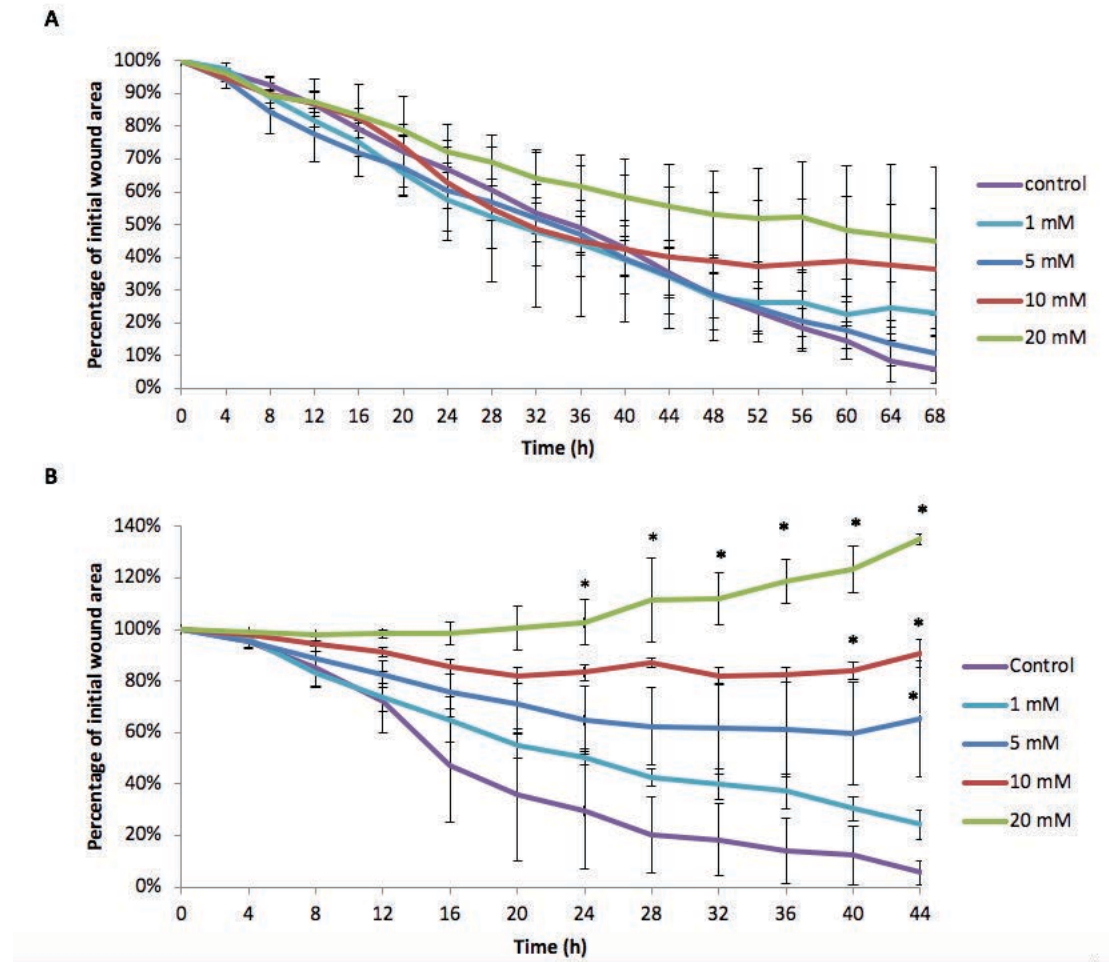 A
100%
90%
80%
70%
60%
50%
40%
30%
20%
10%
0%
Percentage of initial wound area
0 4 8 12 16 20 24 28 32 36 40 44 48 52 56 60 64 68
Time (h)
control
1 mM
5 mM
10 mM
20 mM
B
140%
120%
100%
80%
60%
40%
20%
0%
Percentage of initial wound area
* * * * * *
* *
*
0 4 8 12 16 20 24 28 32 36 40 44
Time (h)
Control
1 mM
5 mM
10 mM
20 mM